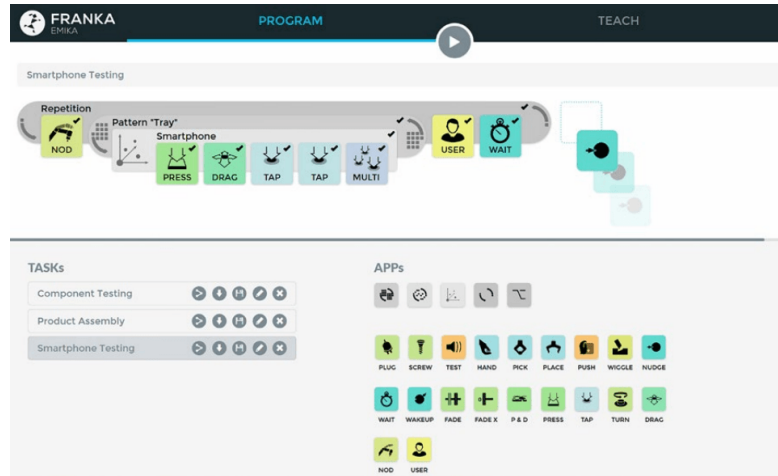 FRANKA
EMIKA
PROGRAM
TEACH
Smartphone Testing
Repetition
Pattern "Tray"
Smartphone
NOD
PRESS
DRAG
TAP
TAP
MULTI
USER
WAIT
TASKs
Component Testing
Product Assembly
Smartphone Testing
APPs
PLUG SCREW TEST HAND PICK PLACE PUSH WIGGLE NUDGE
WAIT WAKEUP FADE FADE X P & D PRESS TAP TURN DRAG
NOD USER